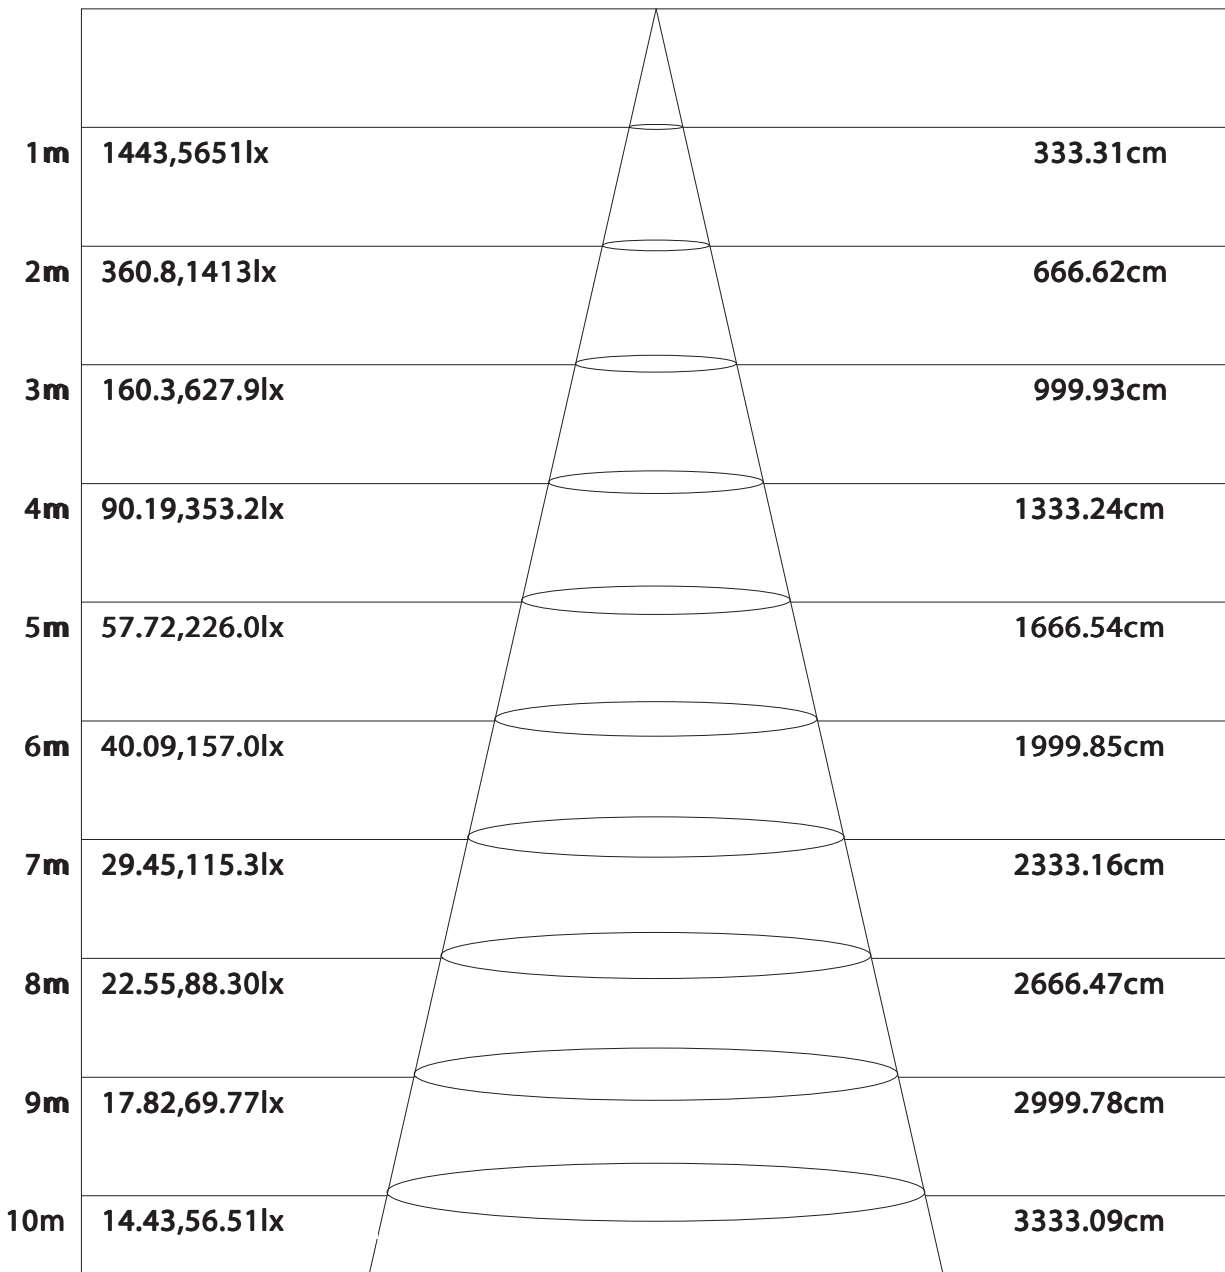 1m 1443,5651lx 333.31cm
2m 360.8,1413lx 666.62cm
3m 160.3,627.9lx 999.93cm
4m 90.19,353.2lx 1333.24cm
5m 57.72,226.0lx 1666.54cm
6m 40.09,157.0lx 1999.85cm
7m 29.45,115.3lx 2333.16cm
8m 22.55,88.30lx 2666.47cm
9m 17.82,69.77lx 2999.78cm
10m 14.43,56.51lx 3333.09cm